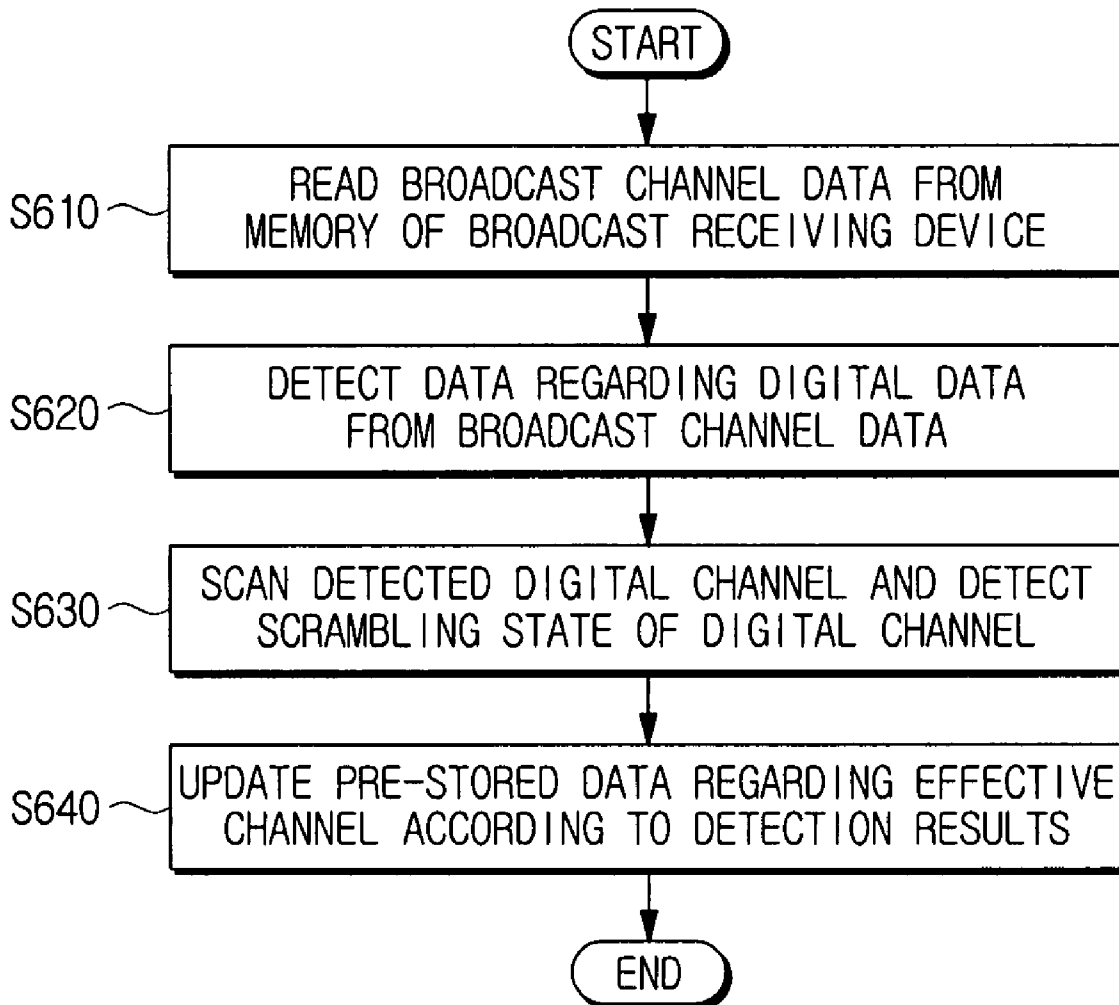 START
S610
READ BROADCAST CHANNEL DATA FROM
MEMORY OF BROADCAST RECEIVING DEVICE
S620
DETECT DATA REGARDING DIGITAL DATA
FROM BROADCAST CHANNEL DATA
S630
SCAN DETECTED DIGITAL CHANNEL AND DETECT
SCRAMBLING STATE OF DIGITAL CHANNEL
S640
UPDATE PRE-STORED DATA REGARDING EFFECTIVE
CHANNEL ACCORDING TO DETECTION RESULTS
END